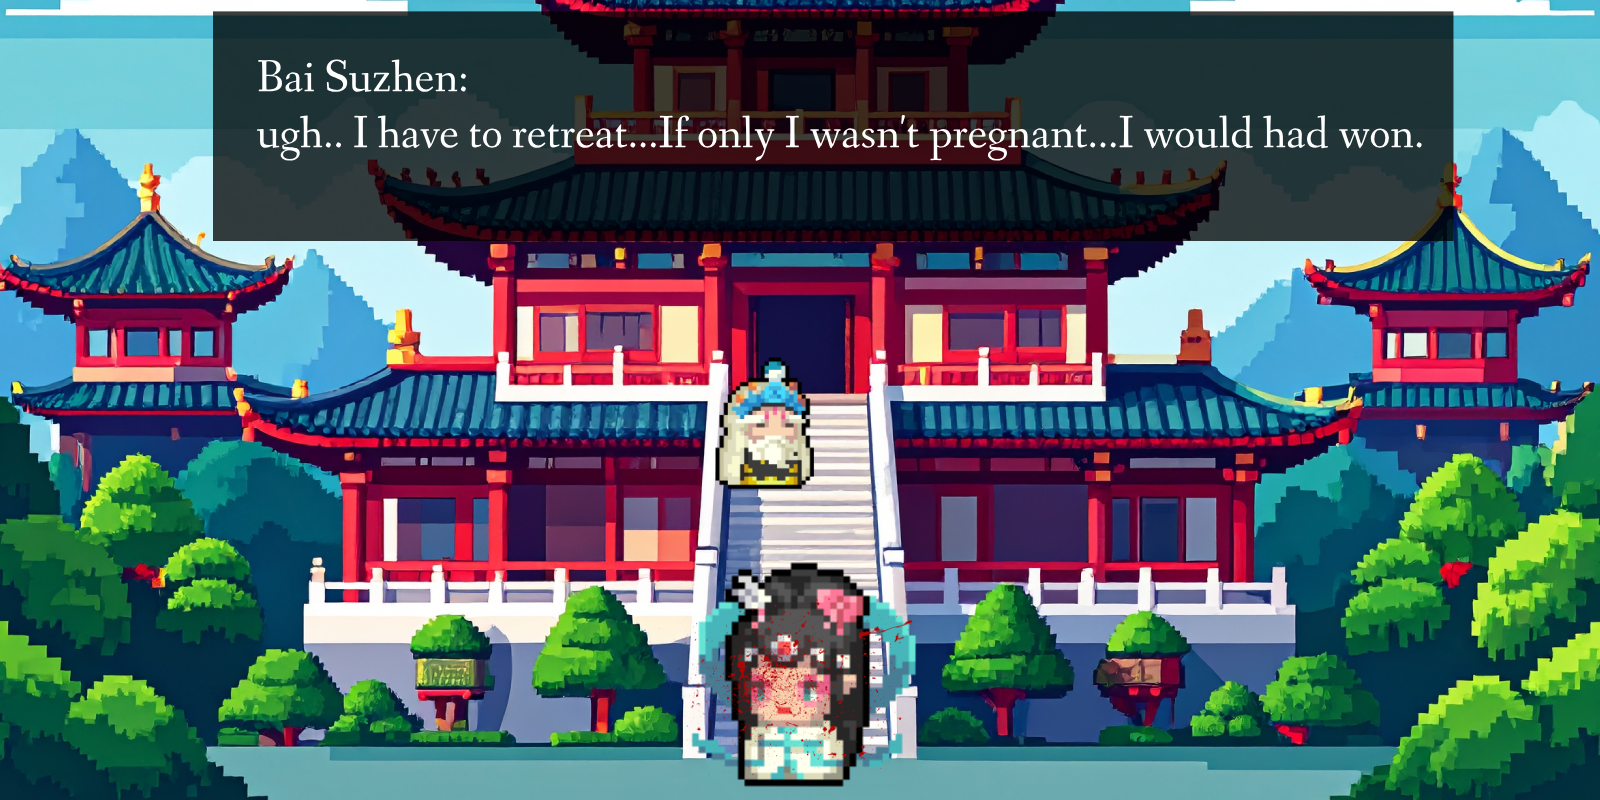 Bai Suzhen:
ugh.. I have to retreat...If only I wasn't pregnant...I would had won.